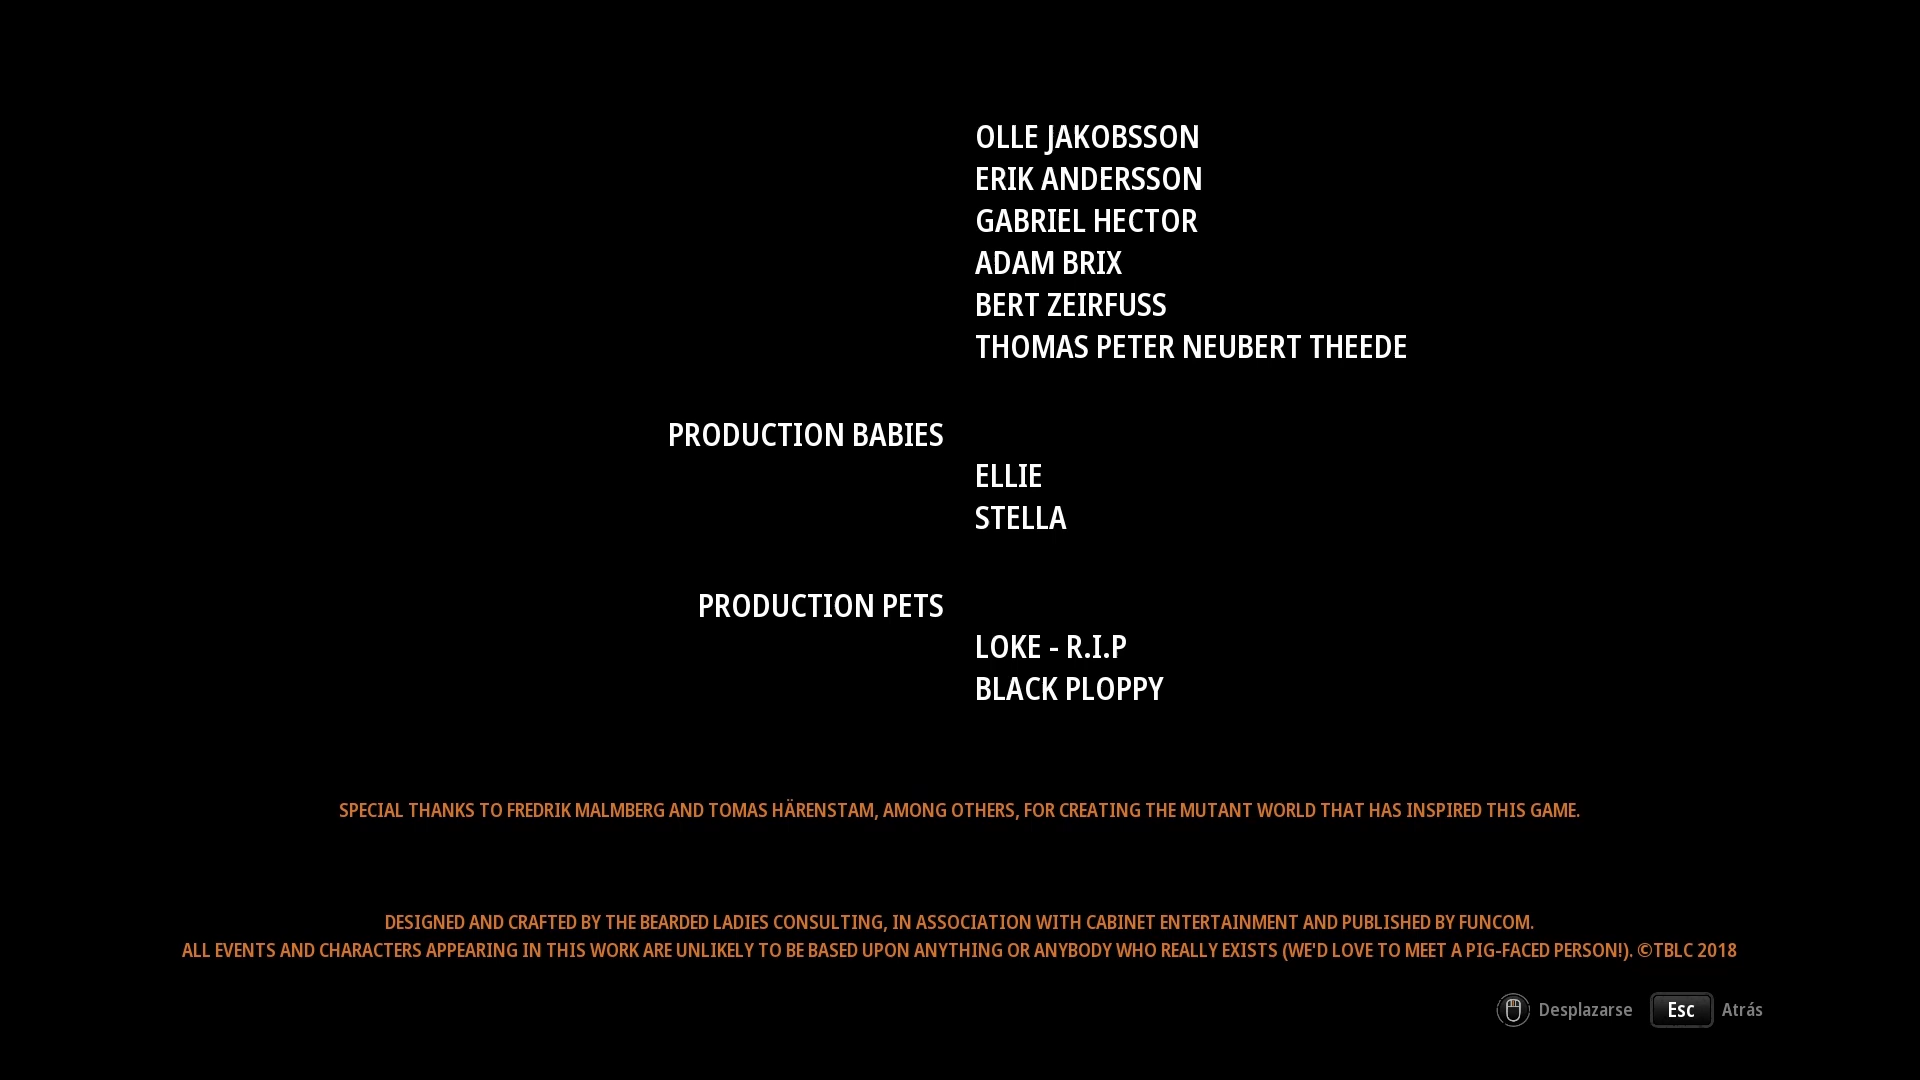 OLLE JAKOBSSON
ERIK ANDERSSON
GABRIEL HECTOR
ADAM BRIX
BERT ZEIRFUSS
THOMAS PETER NEUBERT THEEDE
PRODUCTION BABIES
ELLIE
STELLA
PRODUCTION PETS
LOKE - R.I.P
BLACK PLOPPY
SPECIAL THANKS TO FREDRIK MALMBERG AND TOMAS HÄRENSTAM, AMONG OTHERS, FOR CREATING THE MUTANT WORLD THAT HAS INSPIRED THIS GAME.
DESIGNED AND CRAFTED BY THE BEARDED LADIES CONSULTING, IN ASSOCIATION WITH CABINET ENTERTAINMENT AND PUBLISHED BY FUNCOM.
ALL EVENTS AND CHARACTERS APPEARING IN THIS WORK ARE UNLIKELY TO BE BASED UPON ANYTHING OR ANYBODY WHO REALLY EXISTS (WE'D LOVE TO MEET A PIG-FACED PERSON!). ©TBLC 2018
Desplazarse Esc Atrás